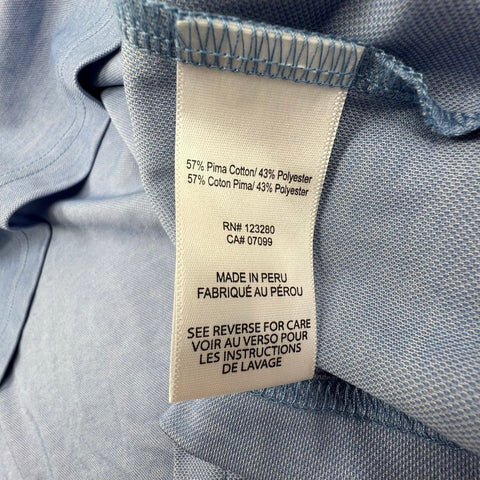 57% Pima Cotton/ 43% Polyester
57% Coton Pima/ 43% Polyester
RN# 123280
CA# 07099
MADE IN PERU
FABRIQUÉ AU PÉROU
SEE REVERSE FOR CARE
VOIR AU VERSO POUR
LES INSTRUCTIONS
DE LAVAGE